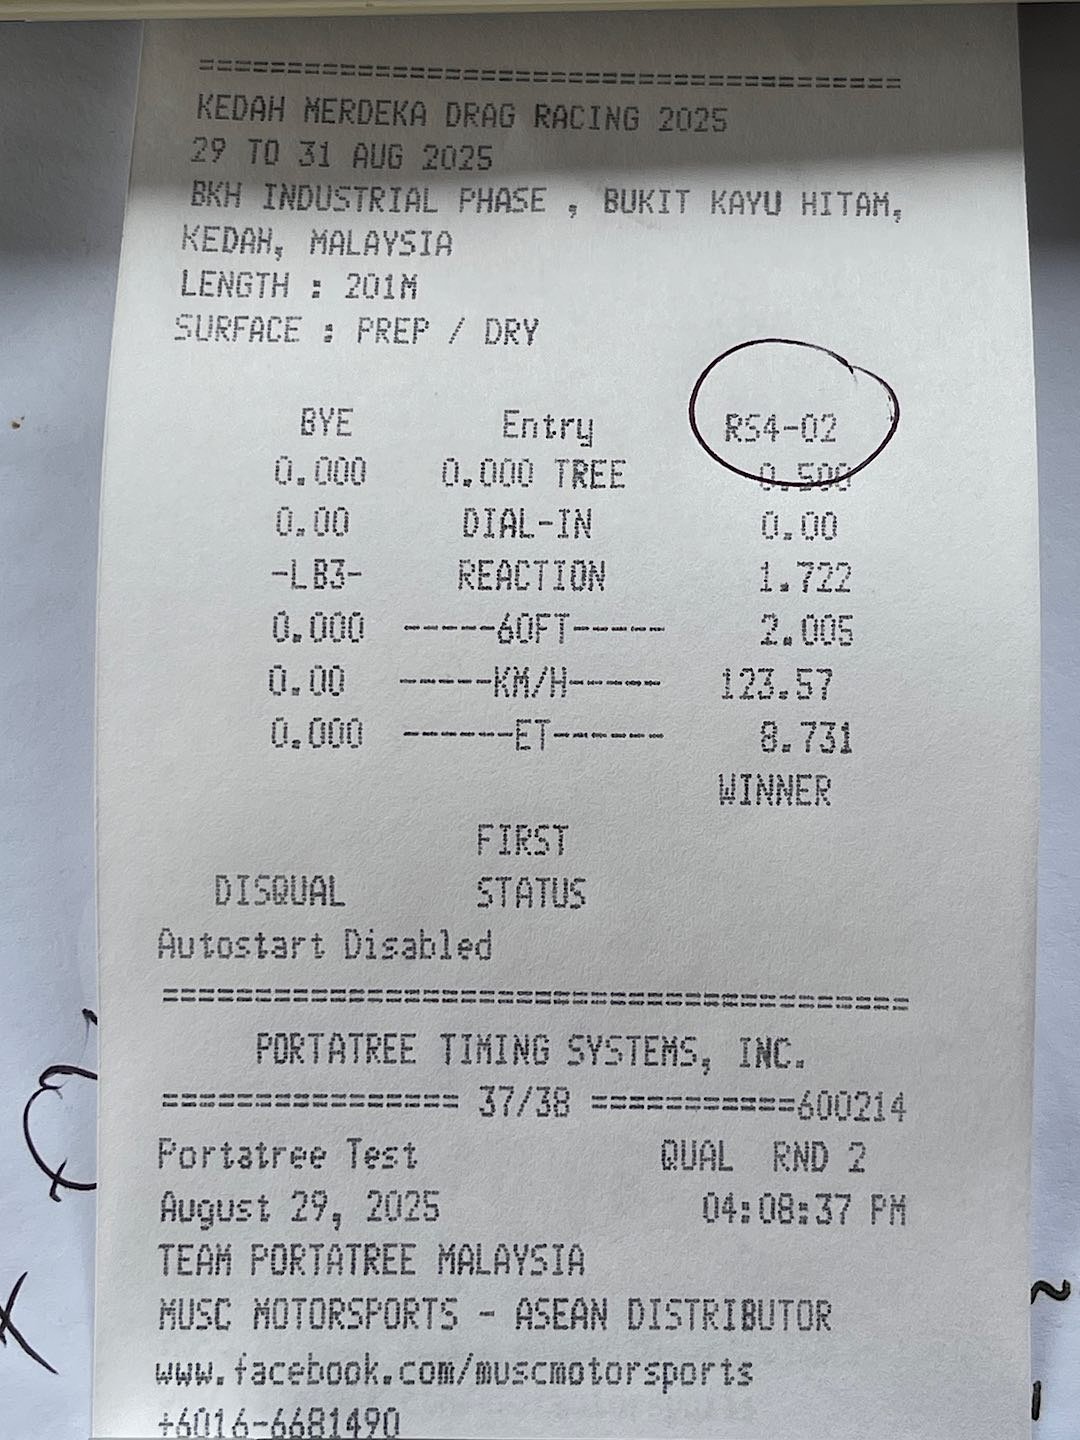 ========================================
KEDAH MERDEKA DRAG RACING 2025
29 TO 31 AUG 2025
BKH INDUSTRIAL PHASE , BUKIT KAYU HITAM,
KEDAH, MALAYSIA
LENGTH : 201M
SURFACE : PREP / DRY
BYE Entry RS4-02
0.000 0.000 TREE 0.500
0.00 DIAL-IN 0.00
-LB3- REACTION 1.722
0.000 -----60FT----- 2.005
0.00 -----KM/H----- 123.57
0.000 ------ET------ 8.731
WINNER
FIRST
DISQUAL STATUS
Autostart Disabled
========================================
PORTATREE TIMING SYSTEMS, INC.
================ 37/38 ===========600214
Portatree Test QUAL RND 2
August 29, 2025 04:08:37 PM
TEAM PORTATREE MALAYSIA
MUSC MOTORSPORTS - ASEAN DISTRIBUTOR
www.facebook.com/muscmotorsports
+6016-6681490